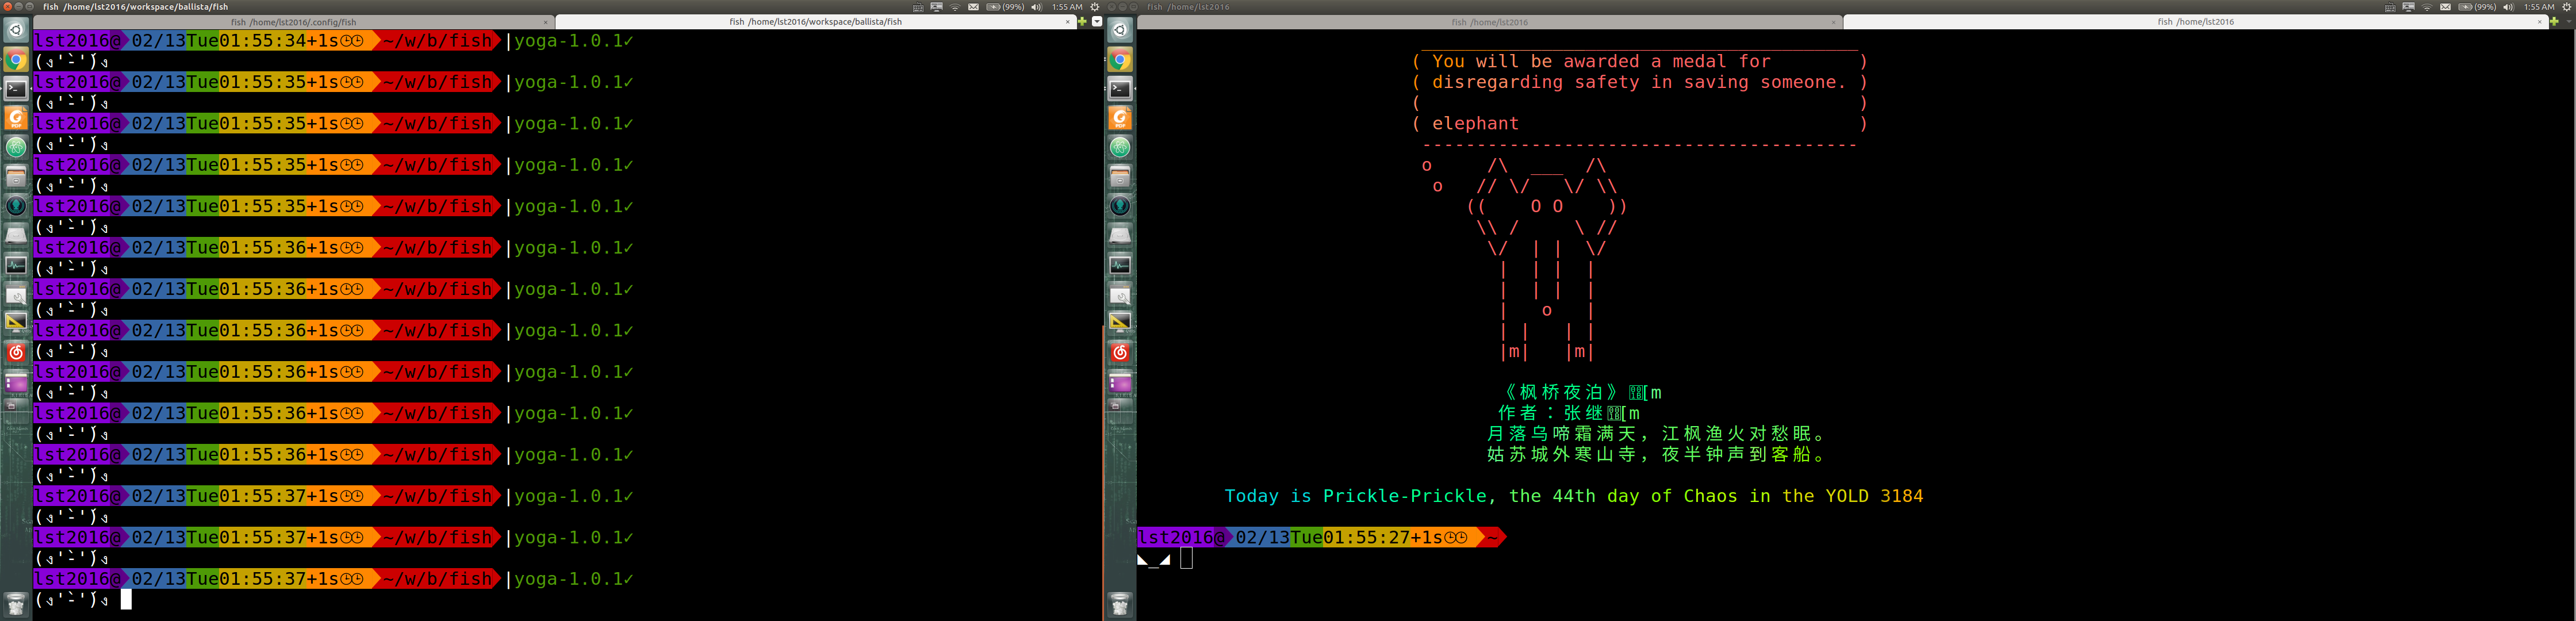 fish /home/lst2016/workspace/ballista/fish
(99%) 1:55 AM
fish /home/lst2016/.config/fish ×
fish /home/lst2016/workspace/ballista/fish ×
lst2016@ 02/13Tue01:55:34+1s ~/w/b/fish |yoga-1.0.1✓
(ง'̀-'́)ง
lst2016@ 02/13Tue01:55:35+1s ~/w/b/fish |yoga-1.0.1✓
(ง'̀-'́)ง
lst2016@ 02/13Tue01:55:35+1s ~/w/b/fish |yoga-1.0.1✓
(ง'̀-'́)ง
lst2016@ 02/13Tue01:55:35+1s ~/w/b/fish |yoga-1.0.1✓
(ง'̀-'́)ง
lst2016@ 02/13Tue01:55:35+1s ~/w/b/fish |yoga-1.0.1✓
(ง'̀-'́)ง
lst2016@ 02/13Tue01:55:36+1s ~/w/b/fish |yoga-1.0.1✓
(ง'̀-'́)ง
lst2016@ 02/13Tue01:55:36+1s ~/w/b/fish |yoga-1.0.1✓
(ง'̀-'́)ง
lst2016@ 02/13Tue01:55:36+1s ~/w/b/fish |yoga-1.0.1✓
(ง'̀-'́)ง
lst2016@ 02/13Tue01:55:36+1s ~/w/b/fish |yoga-1.0.1✓
(ง'̀-'́)ง
lst2016@ 02/13Tue01:55:36+1s ~/w/b/fish |yoga-1.0.1✓
(ง'̀-'́)ง
lst2016@ 02/13Tue01:55:36+1s ~/w/b/fish |yoga-1.0.1✓
(ง'̀-'́)ง
lst2016@ 02/13Tue01:55:37+1s ~/w/b/fish |yoga-1.0.1✓
(ง'̀-'́)ง
lst2016@ 02/13Tue01:55:37+1s ~/w/b/fish |yoga-1.0.1✓
(ง'̀-'́)ง
lst2016@ 02/13Tue01:55:37+1s ~/w/b/fish |yoga-1.0.1✓
(ง'̀-'́)ง
fish /home/lst2016
(99%) 1:55 AM
fish /home/lst2016 ×
fish /home/lst2016 ×
( You will be awarded a medal for )
( disregarding safety in saving someone. )
( )
( elephant )
《枫桥夜泊》[m
作者：张继[m
月落乌啼霜满天，江枫渔火对愁眠。
姑苏城外寒山寺，夜半钟声到客船。
Today is Prickle-Prickle, the 44th day of Chaos in the YOLD 3184
lst2016@ 02/13Tue01:55:27+1s ~
◣_◢